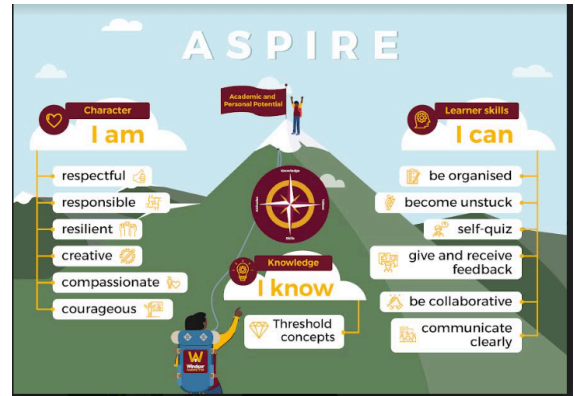 ASPIRE
Academic and
Personal Potential
Character
I am
respectful
responsible
resilient
creative
compassionate
courageous
Knowledge
Skills
Knowledge
I know
Threshold
concepts
Learner skills
I can
be organised
become unstuck
self-quiz
give and receive
feedback
be collaborative
communicate
clearly
W
Windsor